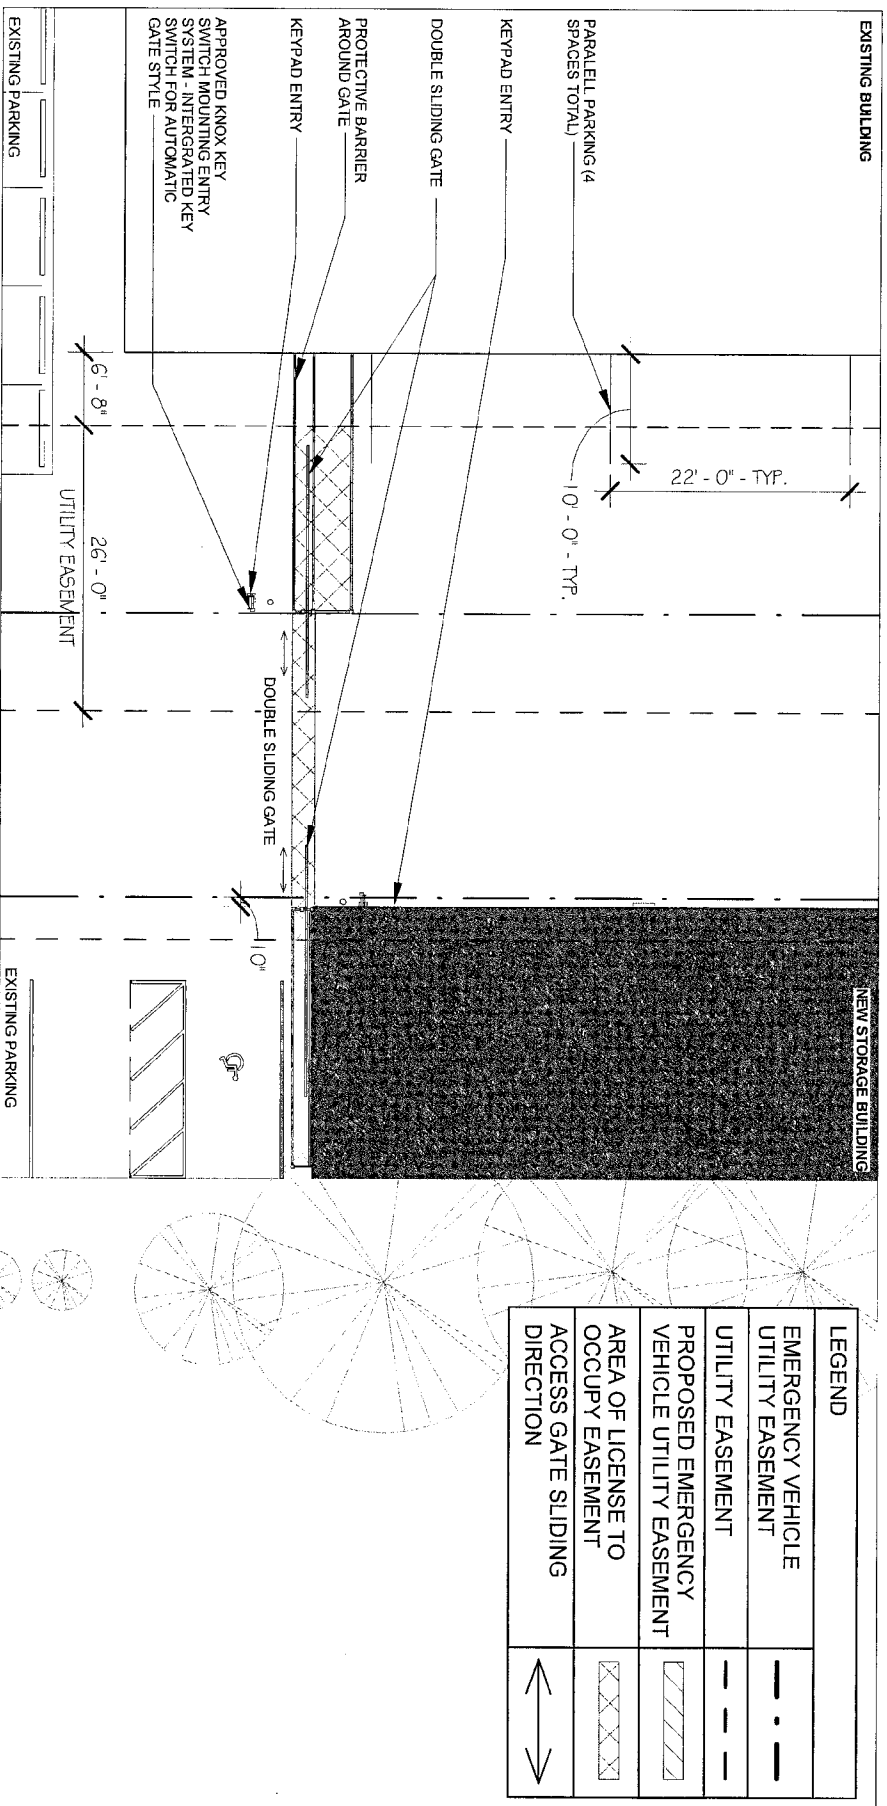 EXISTING BUILDING
PARALELL PARKING (4
SPACES TOTAL)
KEYPAD ENTRY
DOUBLE SLIDING GATE
PROTECTIVE BARRIER
AROUND GATE
KEYPAD ENTRY
APPROVED KNOX KEY
SWITCH MOUNTING ENTRY
SYSTEM - INTERGRATED KEY
SWITCH FOR AUTOMATIC
GATE STYLE
EXISTING PARKING
22' - 0" - TYP.
10' - 0" - TYP.
6' - 8"
26' - 0"
UTILITY EASEMENT
DOUBLE SLIDING GATE
10"
NEW STORAGE BUILDING
EXISTING PARKING
LEGEND
EMERGENCY VEHICLE
UTILITY EASEMENT
UTILITY EASEMENT
PROPOSED EMERGENCY
VEHICLE UTILITY EASEMENT
AREA OF LICENSE TO
OCCUPY EASEMENT
ACCESS GATE SLIDING
DIRECTION